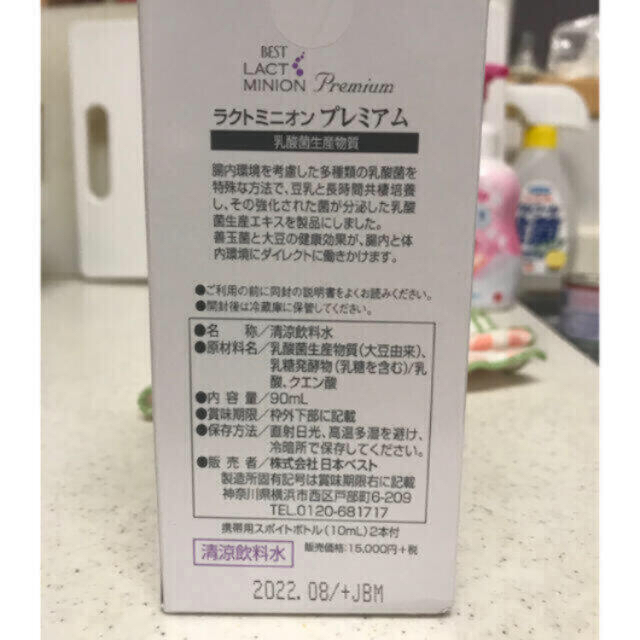 BEST
LACT
MINION Premium
ラクトミニオン プレミアム
乳酸菌生産物質
腸内環境を考慮した多種類の乳酸菌を
特殊な方法で、豆乳と長時間共棲培養
し、その強化された菌が分泌した乳酸
菌生産エキスを製品にしました。
善玉菌と大豆の健康効果が、腸内と体
内環境にダイレクトに働きかけます。
●ご利用の前に同封の説明書をよくお読みください。
●開封後は冷蔵庫に保管してください。
●名 称/清涼飲料水
●原材料名/乳酸菌生産物質(大豆由来)、
乳糖発酵物(乳糖を含む)/乳
酸、クエン酸
●内 容 量/90mL
●賞味期限/枠外下部に記載
●保存方法/直射日光、高温多湿を避け、
冷暗所で保存してください。
●販 売 者/株式会社 日本ベスト
製造所固有記号は賞味期限右に記載
神奈川県横浜市西区戸部町6-209
TEL.0120-681717
携帯用スポイトボトル(10mL)2本付
清涼飲料水 販売価格:15,000円+税
2022.08/+JBM